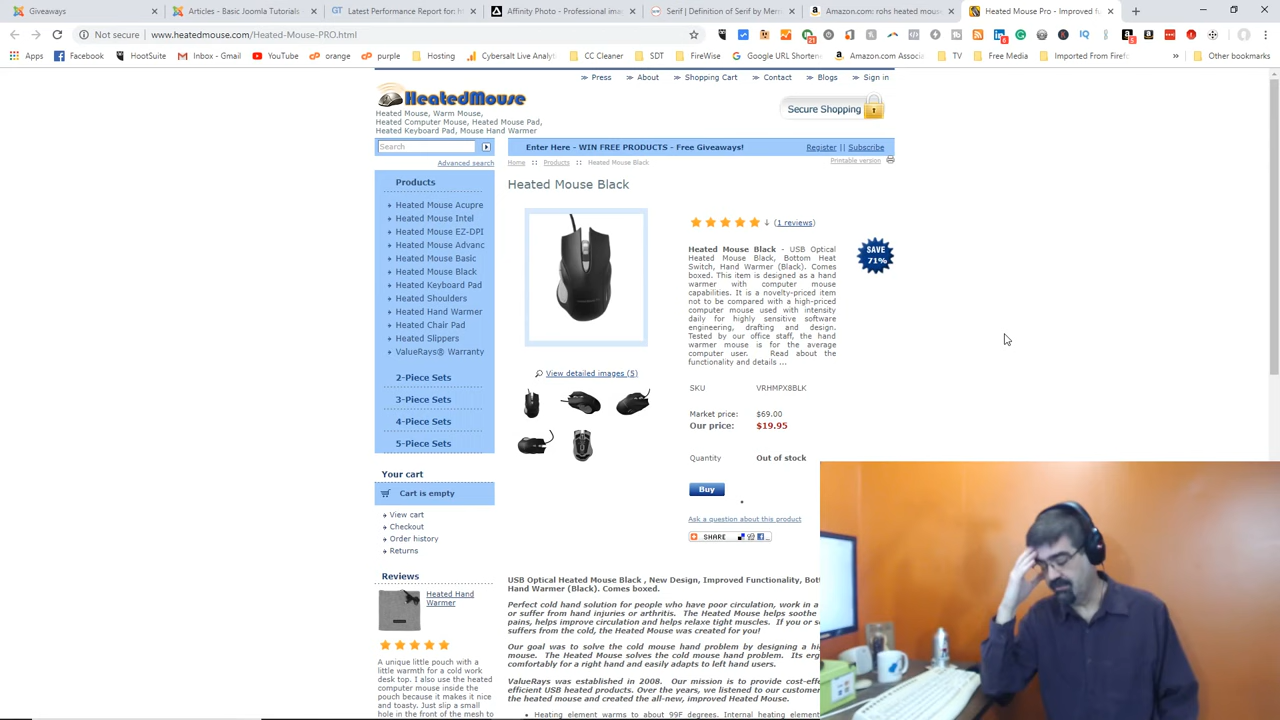 Giveaways
Articles - Basic Joomla Tutorials
Latest Performance Report for: h
Affinity Photo - Professional imag
Serif | Definition of Serif by Merr
Amazon.com: rohs heated mouse
Heated Mouse Pro - Improved fu
Not secure
www.heatedmouse.com/Heated-Mouse-PRO.html
Apps
Facebook
HootSuite
Inbox - Gmail
YouTube
orange
purple
Hosting
Cybersalt Live Analy
CC Cleaner
SDT
FireWise
Google URL Shorten
Amazon.com Associa
TV
Free Media
Imported From Firef
Other bookmarks
Press
About
Shopping Cart
Contact
Blogs
Sign in
HeatedMouse
Heated Mouse, Warm Mouse,
Heated Computer Mouse, Heated Mouse Pad,
Heated Keyboard Pad, Mouse Hand Warmer
Secure Shopping
Search
Advanced search
Enter Here - WIN FREE PRODUCTS - Free Giveaways!
Register || Subscribe
Home :: Products :: Heated Mouse Black
Printable version
Products
Heated Mouse Acupre
Heated Mouse Intel
Heated Mouse EZ-DPI
Heated Mouse Advanc
Heated Mouse Basic
Heated Mouse Black
Heated Keyboard Pad
Heated Shoulders
Heated Hand Warmer
Heated Chair Pad
Heated Slippers
ValueRays® Warranty
2-Piece Sets
3-Piece Sets
4-Piece Sets
5-Piece Sets
Your cart
Cart is empty
View cart
Checkout
Order history
Returns
Reviews
Heated Hand
Warmer
A unique little pouch with a
little warmth for a cold work
desk top. I also use the heated
computer mouse inside the
pouch because it makes it nice
and toasty. Just slip a small
hole in the front of the mesh to
Heated Mouse Black
View detailed images (5)
(1 reviews)
Heated Mouse Black - USB Optical
Heated Mouse Black, Bottom Heat
Switch, Hand Warmer (Black). Comes
boxed. This item is designed as a hand
warmer with computer mouse
capabilities. It is a novelty-priced item
not to be compared with a high-priced
computer mouse used with intensity
daily for highly sensitive software
engineering, drafting and design.
Tested by our office staff, the hand
warmer mouse is for the average
computer user. Read about the
functionality and details ...
SAVE
71%
SKU VRHMPX8BLK
Market price: $69.00
Our price: $19.95
Quantity Out of stock
Buy
Ask a question about this product
SHARE
USB Optical Heated Mouse Black , New Design, Improved Functionality, Bot
Hand Warmer (Black). Comes boxed.
Perfect cold hand solution for people who have poor circulation, work in a
or suffer from hand injuries or arthritis. The Heated Mouse helps soothe
pains, helps improve circulation and helps relaxe tight muscles. If you or s
suffers from the cold, the Heated Mouse was created for you!
Our goal was to solve the cold mouse hand problem by designing a hi
mouse. The Heated Mouse solves the cold mouse hand problem. Its erg
comfortably for a right hand and easily adapts to left hand users.
ValueRays was established in 2008. Our mission is to provide cost-eff
efficient USB heated products. Over the years, we listened to our custome
the heated mouse and created the all-new, improved Heated Mouse.
Heating element warms to about 99F degrees. Internal heating element